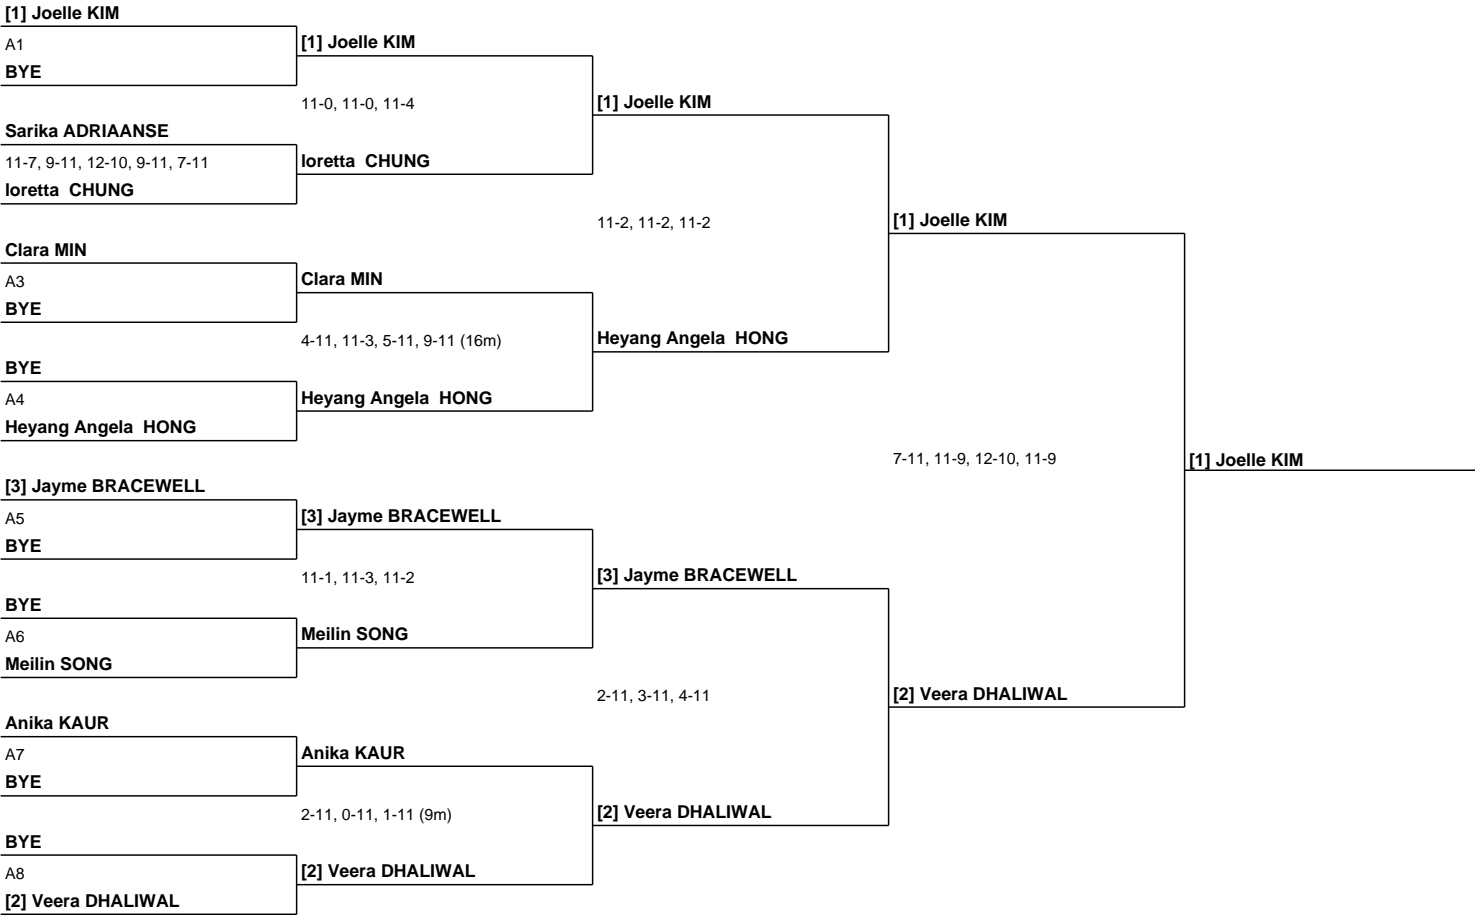 [1] Joelle KIM
A1
BYE
Sarika ADRIAANSE
11-7, 9-11, 12-10, 9-11, 7-11
loretta  CHUNG
Clara MIN
A3
BYE
BYE
A4
Heyang Angela  HONG
[3] Jayme BRACEWELL
A5
BYE
BYE
A6
Meilin SONG
Anika KAUR
A7
BYE
BYE
A8
[2] Veera DHALIWAL
[1] Joelle KIM
11-0, 11-0, 11-4
loretta  CHUNG
Clara MIN
4-11, 11-3, 5-11, 9-11 (16m)
Heyang Angela  HONG
[3] Jayme BRACEWELL
11-1, 11-3, 11-2
Meilin SONG
Anika KAUR
2-11, 0-11, 1-11 (9m)
[2] Veera DHALIWAL
[1] Joelle KIM
11-2, 11-2, 11-2
Heyang Angela  HONG
[3] Jayme BRACEWELL
2-11, 3-11, 4-11
[2] Veera DHALIWAL
[1] Joelle KIM
7-11, 11-9, 12-10, 11-9
[2] Veera DHALIWAL
[1] Joelle KIM